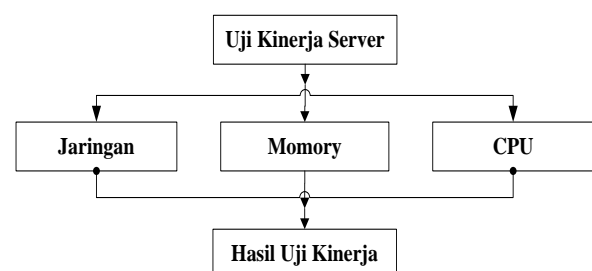 Uji Kinerja Server
Jaringan
Momory
CPU
Hasil Uji Kinerja